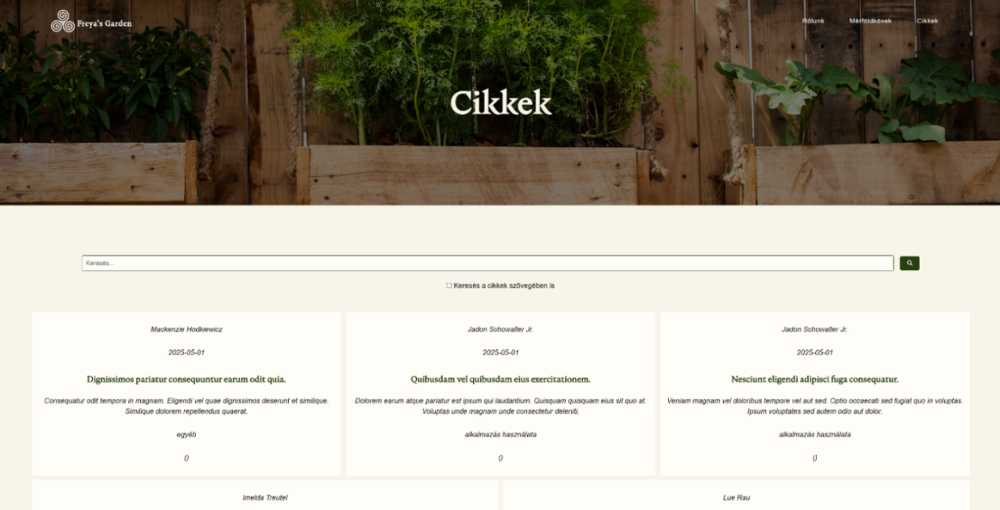 Freya's Garden
Rólunk Mérföldkövek Cikkek
Cikkek
Keresés...
Keresés a cikkek szövegében is
Mackenzie Hodkiewicz
2025-05-01
Dignissimos pariatur consequuntur earum odit quia.
Consequatur odit tempora in magnam. Eligendi vel quae dignissimos deserunt et similique.
Similique dolorem repellendus quaerat.
egyéb
()
Jadon Schowalter Jr.
2025-05-01
Quibusdam vel quibusdam eius exercitationem.
Dolorem earum atque pariatur est ipsum qui laudantium. Quisquam quisquam eius sit quo at.
Voluptas unde magnam unde consectetur deleniti.
alkalmazás használata
()
Jadon Schowalter Jr.
2025-05-01
Nesciunt eligendi adipisci fuga consequatur.
Veniam magnam vel doloribus tempore vel aut sed. Optio occaecati sed fugiat quo in voluptas.
Ipsum voluptates sed autem odio aut dolor.
alkalmazás használata
()
Imelda Treutel
Lue Rau